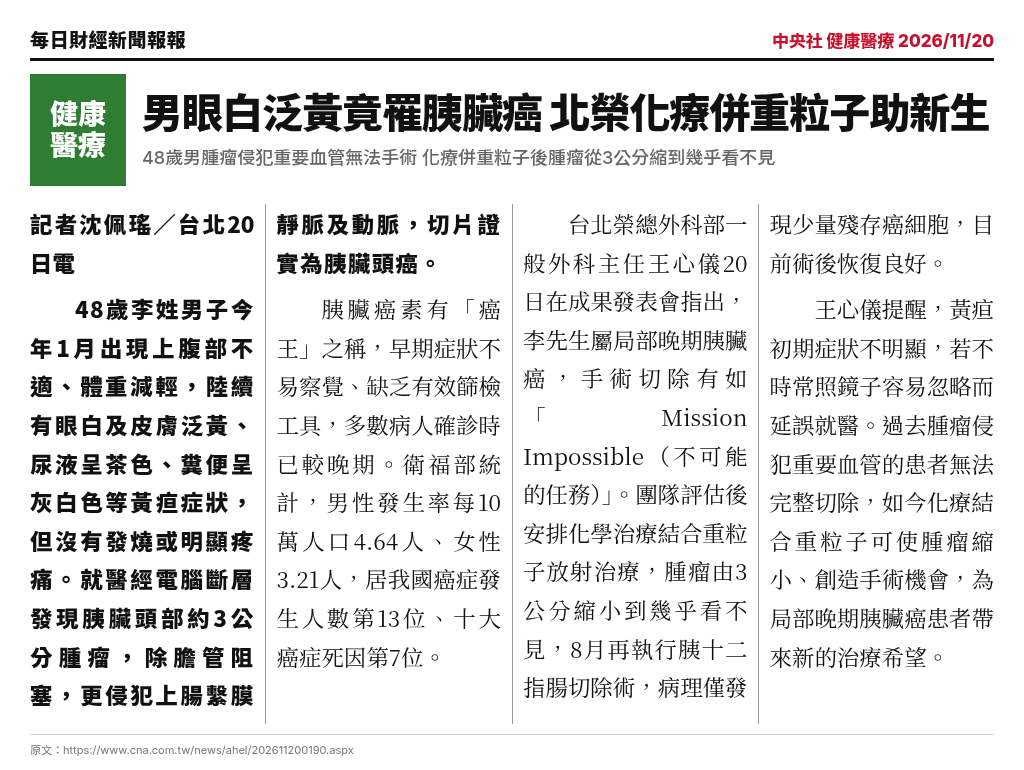 每日財經新聞報報
中央社 健康醫療 2026/11/20
健康
醫療
男眼白泛黃竟罹胰臟癌 北榮化療併重粒子助新生
48歲男腫瘤侵犯重要血管無法手術 化療併重粒子後腫瘤從3公分縮到幾乎看不見
記者沈佩瑤／台北20
日電
48歲李姓男子今
年1月出現上腹部不
適、體重減輕，陸續
有眼白及皮膚泛黃、
尿液呈茶色、糞便呈
灰白色等黃疸症狀，
但沒有發燒或明顯疼
痛。就醫經電腦斷層
發現胰臟頭部約3公
分腫瘤，除膽管阻
塞，更侵犯上腸繫膜
靜脈及動脈，切片證
實為胰臟頭癌。
胰臟癌素有「癌
王」之稱，早期症狀不
易察覺、缺乏有效篩檢
工具，多數病人確診時
已較晚期。衛福部統
計，男性發生率每10
萬人口4.64人、女性
3.21人，居我國癌症發
生人數第13位、十大
癌症死因第7位。
台北榮總外科部一
般外科主任王心儀20
日在成果發表會指出，
李先生屬局部晚期胰臟
癌，手術切除有如
「Mission
Impossible（不可能
的任務）」。團隊評估後
安排化學治療結合重粒
子放射治療，腫瘤由3
公分縮小到幾乎看不
見，8月再執行胰十二
指腸切除術，病理僅發
現少量殘存癌細胞，目
前術後恢復良好。
王心儀提醒，黃疸
初期症狀不明顯，若不
時常照鏡子容易忽略而
延誤就醫。過去腫瘤侵
犯重要血管的患者無法
完整切除，如今化療結
合重粒子可使腫瘤縮
小、創造手術機會，為
局部晚期胰臟癌患者帶
來新的治療希望。
原文：https://www.cna.com.tw/news/ahel/202611200190.aspx